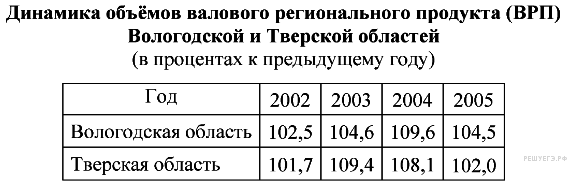 Динамика объёмов валового регионального продукта (ВРП)
Вологодской и Тверской областей
(в процентах к предыдущему году)
Год 2002 2003 2004 2005
Вологодская область 102,5 104,6 109,6 104,5
Тверская область 101,7 109,4 108,1 102,0
РЕШУЕГЭ.РФ